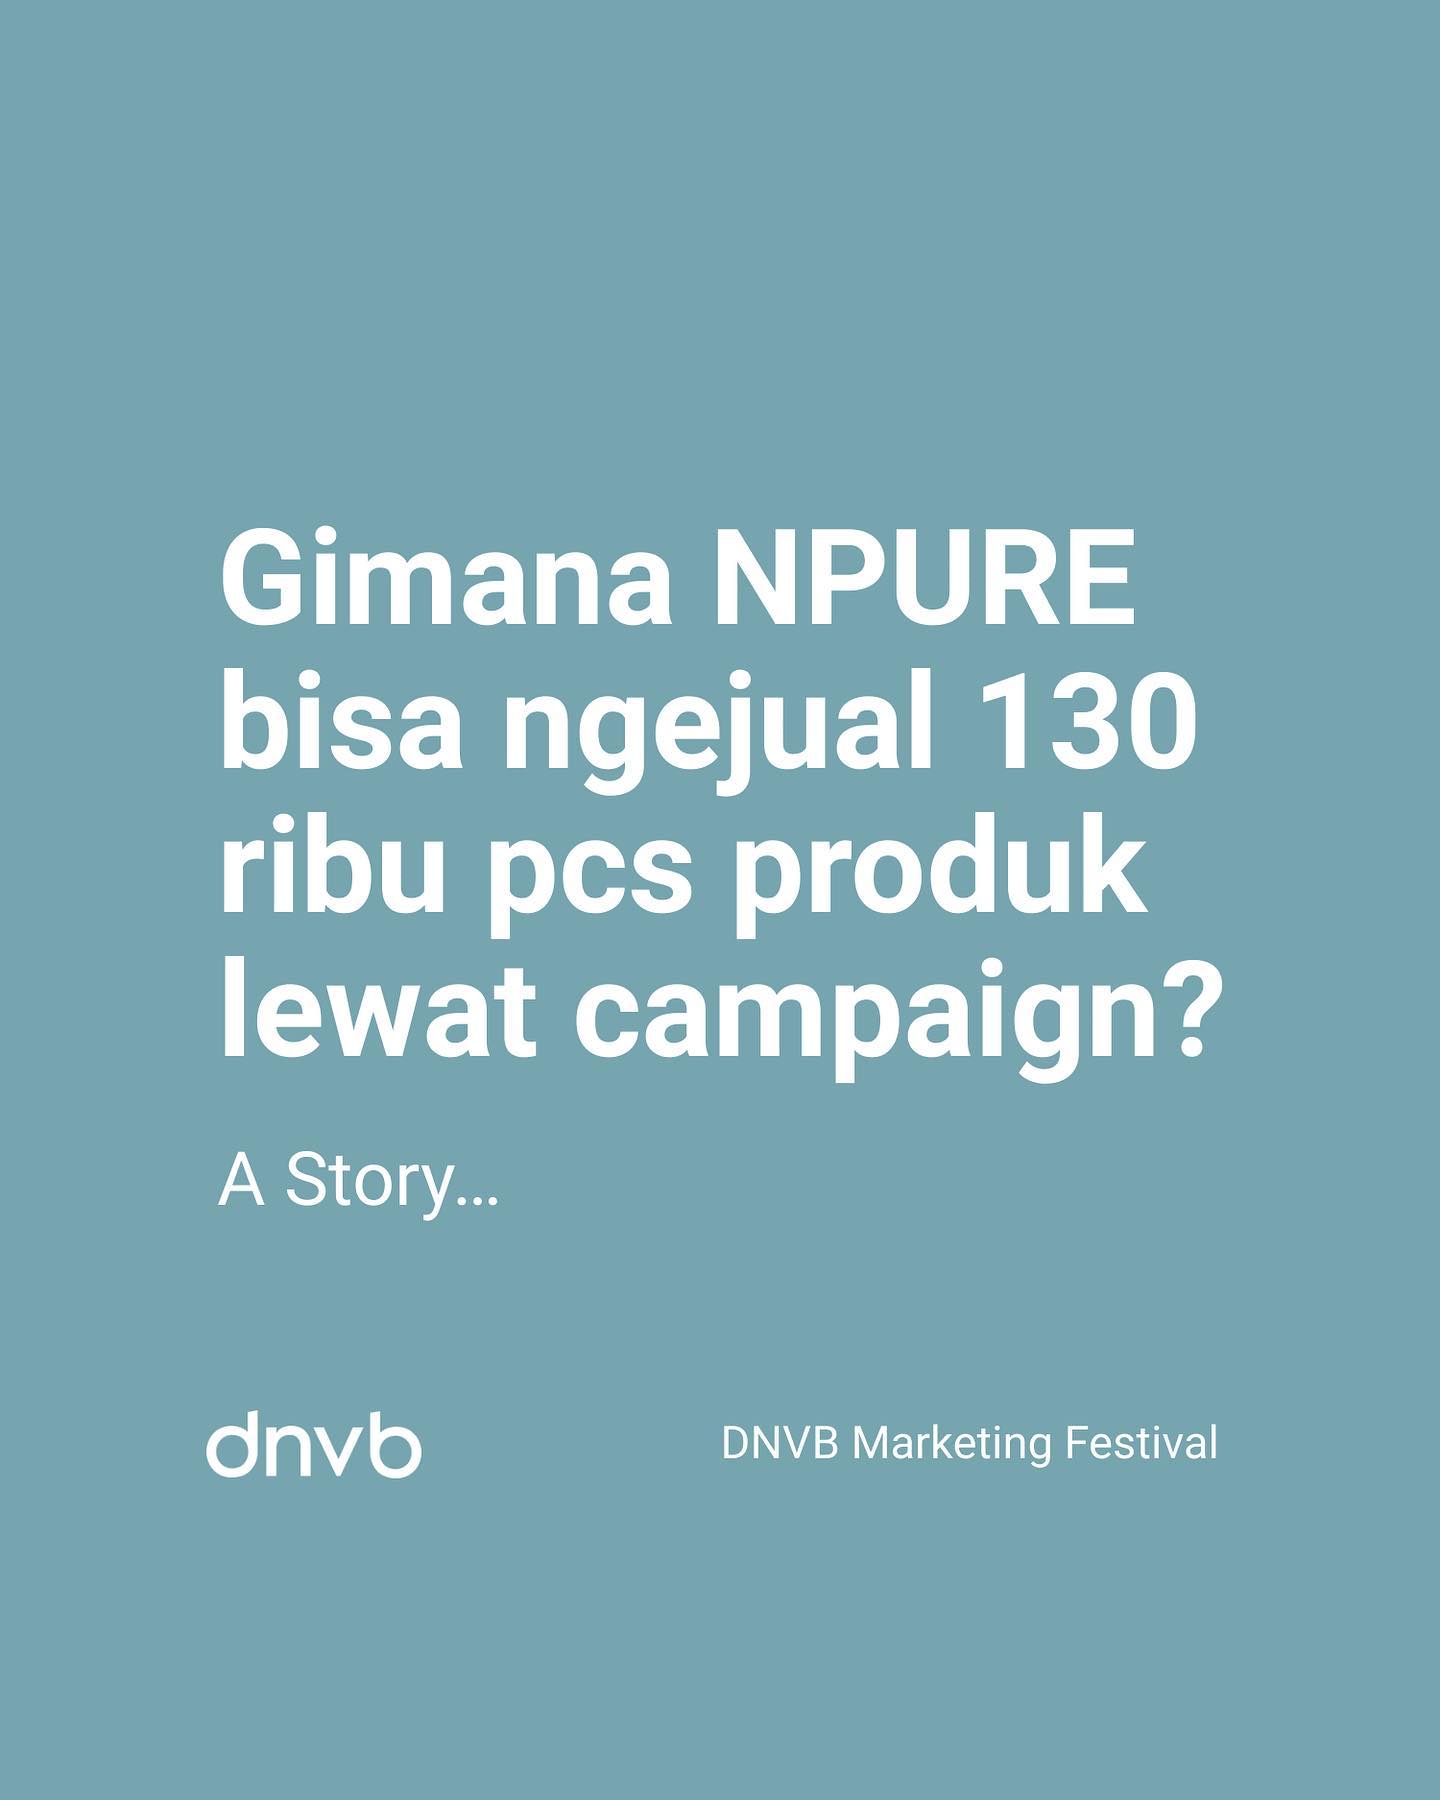 Gimana NPURE
bisa ngejual 130
ribu pcs produk
lewat campaign?
A Story...
dnvb
DNVB Marketing Festival